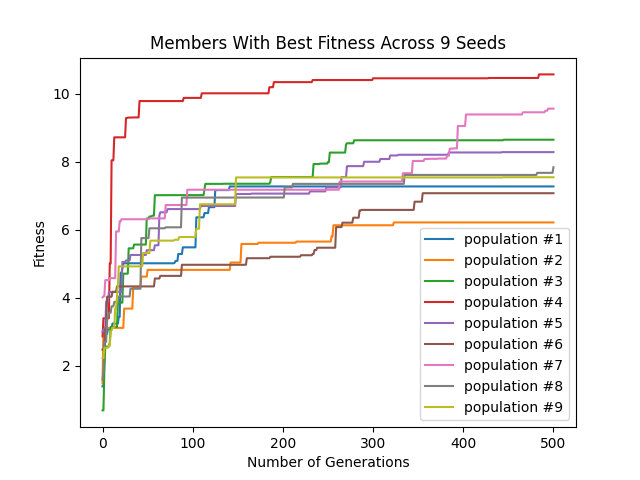 Members With Best Fitness Across 9 Seeds
Fitness
10
8
6
4
2
population #1
population #2
population #3
population #4
population #5
population #6
population #7
population #8
population #9
0
100
200
300
400
500
Number of Generations